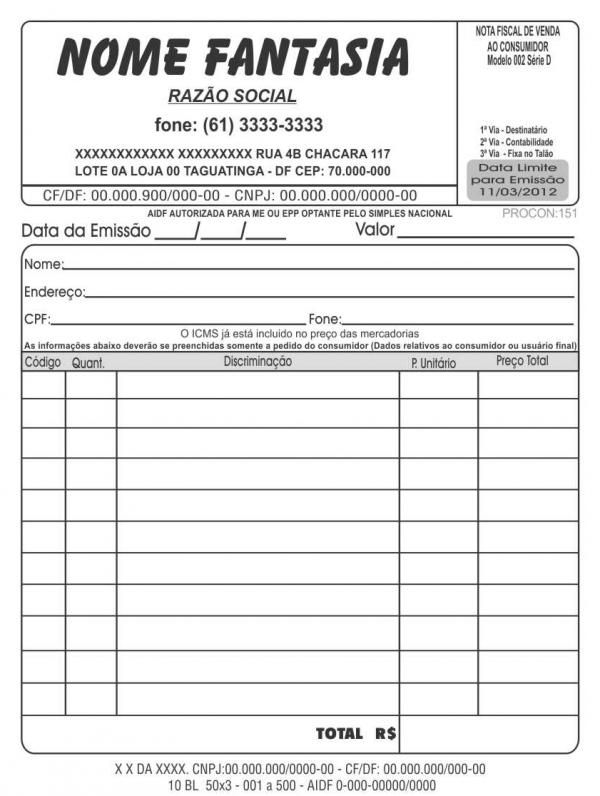 NOME FANTASIA
RAZÃO SOCIAL
fone: (61) 3333-3333
XXXXXXXXXXXX XXXXXXXXX RUA 4B CHACARA 117
LOTE 0A LOJA 00 TAGUATINGA - DF CEP: 70.000-000
CF/DF: 00.000.900/000-00 - CNPJ: 00.000.000/0000-00
NOTA FISCAL DE VENDA
AO CONSUMIDOR
Modelo 002 Série D
1ª Via - Destinatário
2ª Via - Contabilidade
3ª Via - Fixa no Talão
Data Limite
para Emissão
11/03/2012
AIDF AUTORIZADA PARA ME OU EPP OPTANTE PELO SIMPLES NACIONAL
PROCON:151
Data da Emissão ___/___/___ Valor
Nome:
Endereço:
CPF: Fone:
O ICMS já está incluido no preço das mercadorias
As informações abaixo deverão se preenchidas somente a pedido do consumidor (Dados relativos ao consumidor ou usuário final)
Código Quant. Discriminação P. Unitário Preço Total
TOTAL R$
X X DA XXXX. CNPJ:00.000.000/0000-00 - CF/DF: 00.000.000/000-00
10 BL 50x3 - 001 a 500 - AIDF 0-000-00000/0000